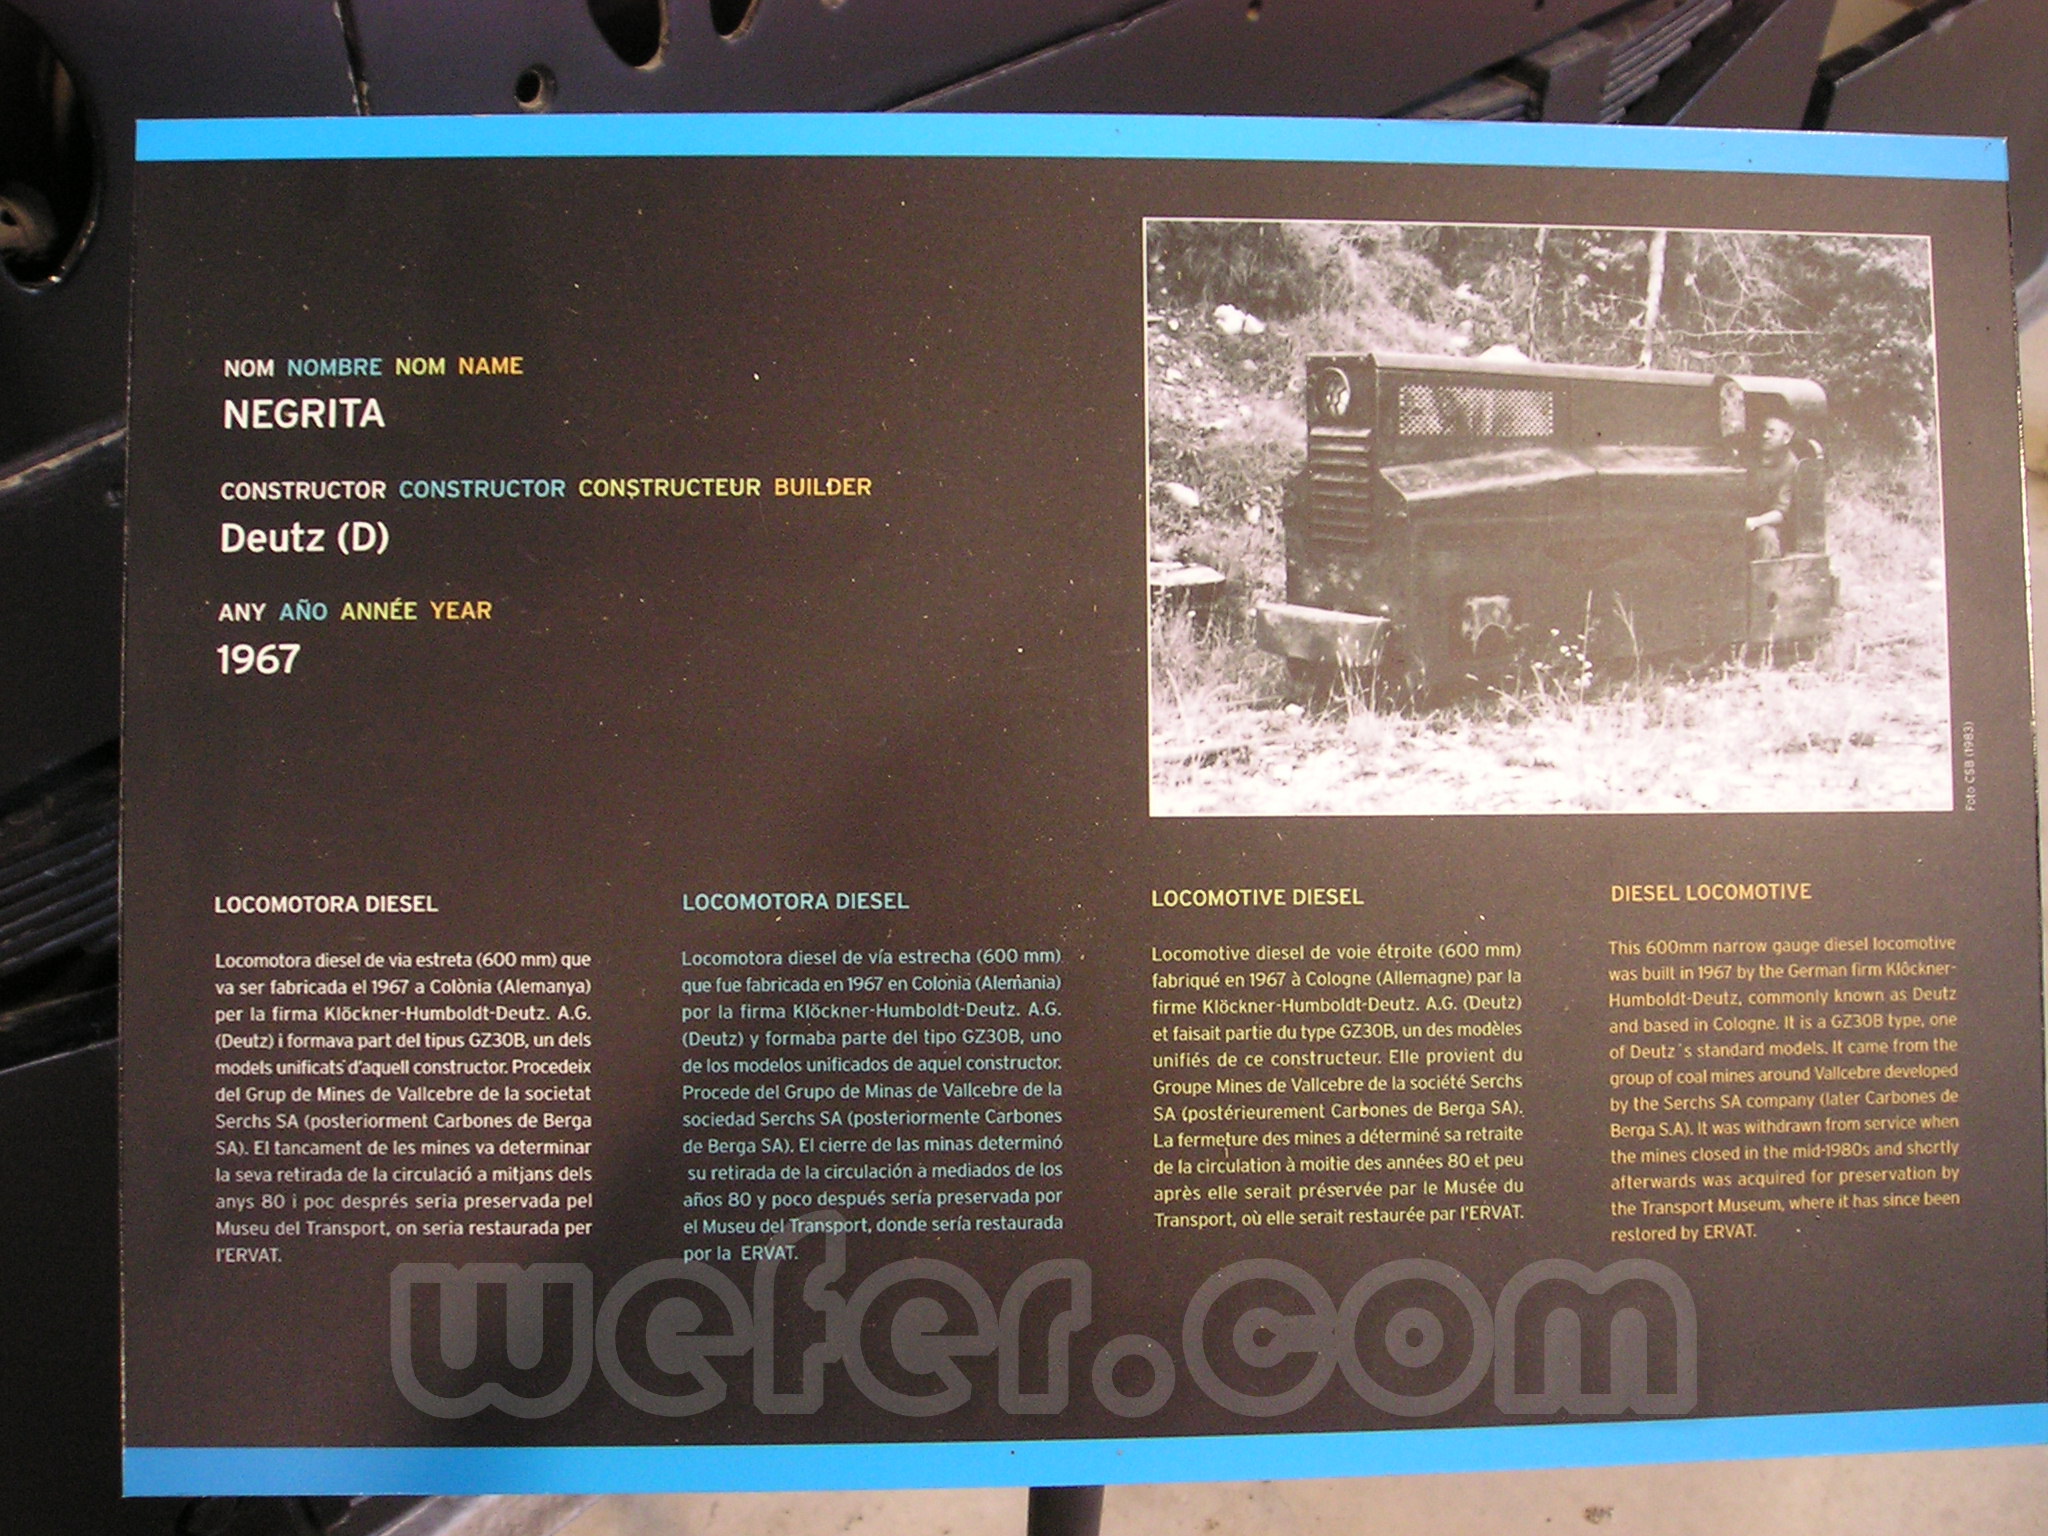 NOM NOMBRE NOM NAME
NEGRITA
CONSTRUCTOR CONSTRUCTOR CONSTRUCTEUR BUILDER
Deutz (D)
ANY AÑO ANNÉE YEAR
1967
Foto CSB (1983)
LOCOMOTORA DIESEL
Locomotora diesel de via estreta (600 mm) que
va ser fabricada el 1967 a Colònia (Alemanya)
per la firma Klöckner-Humboldt-Deutz. A.G.
(Deutz) i formava part del tipus GZ30B, un dels
models unificats d'aquell constructor. Procedeix
del Grup de Mines de Vallcebre de la societat
Serchs SA (posteriorment Carbones de Berga
SA). El tancament de les mines va determinar
la seva retirada de la circulació a mitjans dels
anys 80 i poc després seria preservada pel
Museu del Transport, on seria restaurada per
l'ERVAT.
LOCOMOTORA DIESEL
Locomotora diesel de vía estrecha (600 mm)
que fue fabricada en 1967 en Colonia (Alemania)
por la firma Klöckner-Humboldt-Deutz. A.G.
(Deutz) y formaba parte del tipo GZ30B, uno
de los modelos unificados de aquel constructor.
Procede del Grupo de Minas de Vallcebre de la
sociedad Serchs SA (posteriormente Carbones
de Berga SA). El cierre de las minas determinó
su retirada de la circulación a mediados de los
años 80 y poco después sería preservada por
el Museu del Transport, donde sería restaurada
por la ERVAT.
LOCOMOTIVE DIESEL
Locomotive diesel de voie étroite (600 mm)
fabriqué en 1967 à Cologne (Allemagne) par la
firme Klöckner-Humboldt-Deutz. A.G. (Deutz)
et faisait partie du type GZ30B, un des modèles
unifiés de ce constructeur. Elle provient du
Groupe Mines de Vallcebre de la société Serchs
SA (postérieurement Carbones de Berga SA).
La fermeture des mines a déterminé sa retraite
de la circulation à moitie des années 80 et peu
après elle serait préservée par le Musée du
Transport, où elle serait restaurée par l'ERVAT.
DIESEL LOCOMOTIVE
This 600mm narrow gauge diesel locomotive
was built in 1967 by the German firm Klôckner-
Humboldt-Deutz, commonly known as Deutz
and based in Cologne. It is a GZ30B type, one
of Deutz´s standard models. It came from the
group of coal mines around Vallcebre developed
by the Serchs SA company (later Carbones de
Berga S.A). It was withdrawn from service when
the mines closed in the mid-1980s and shortly
afterwards was acquired for preservation by
the Transport Museum, where it has since been
restored by ERVAT.
wefer.com